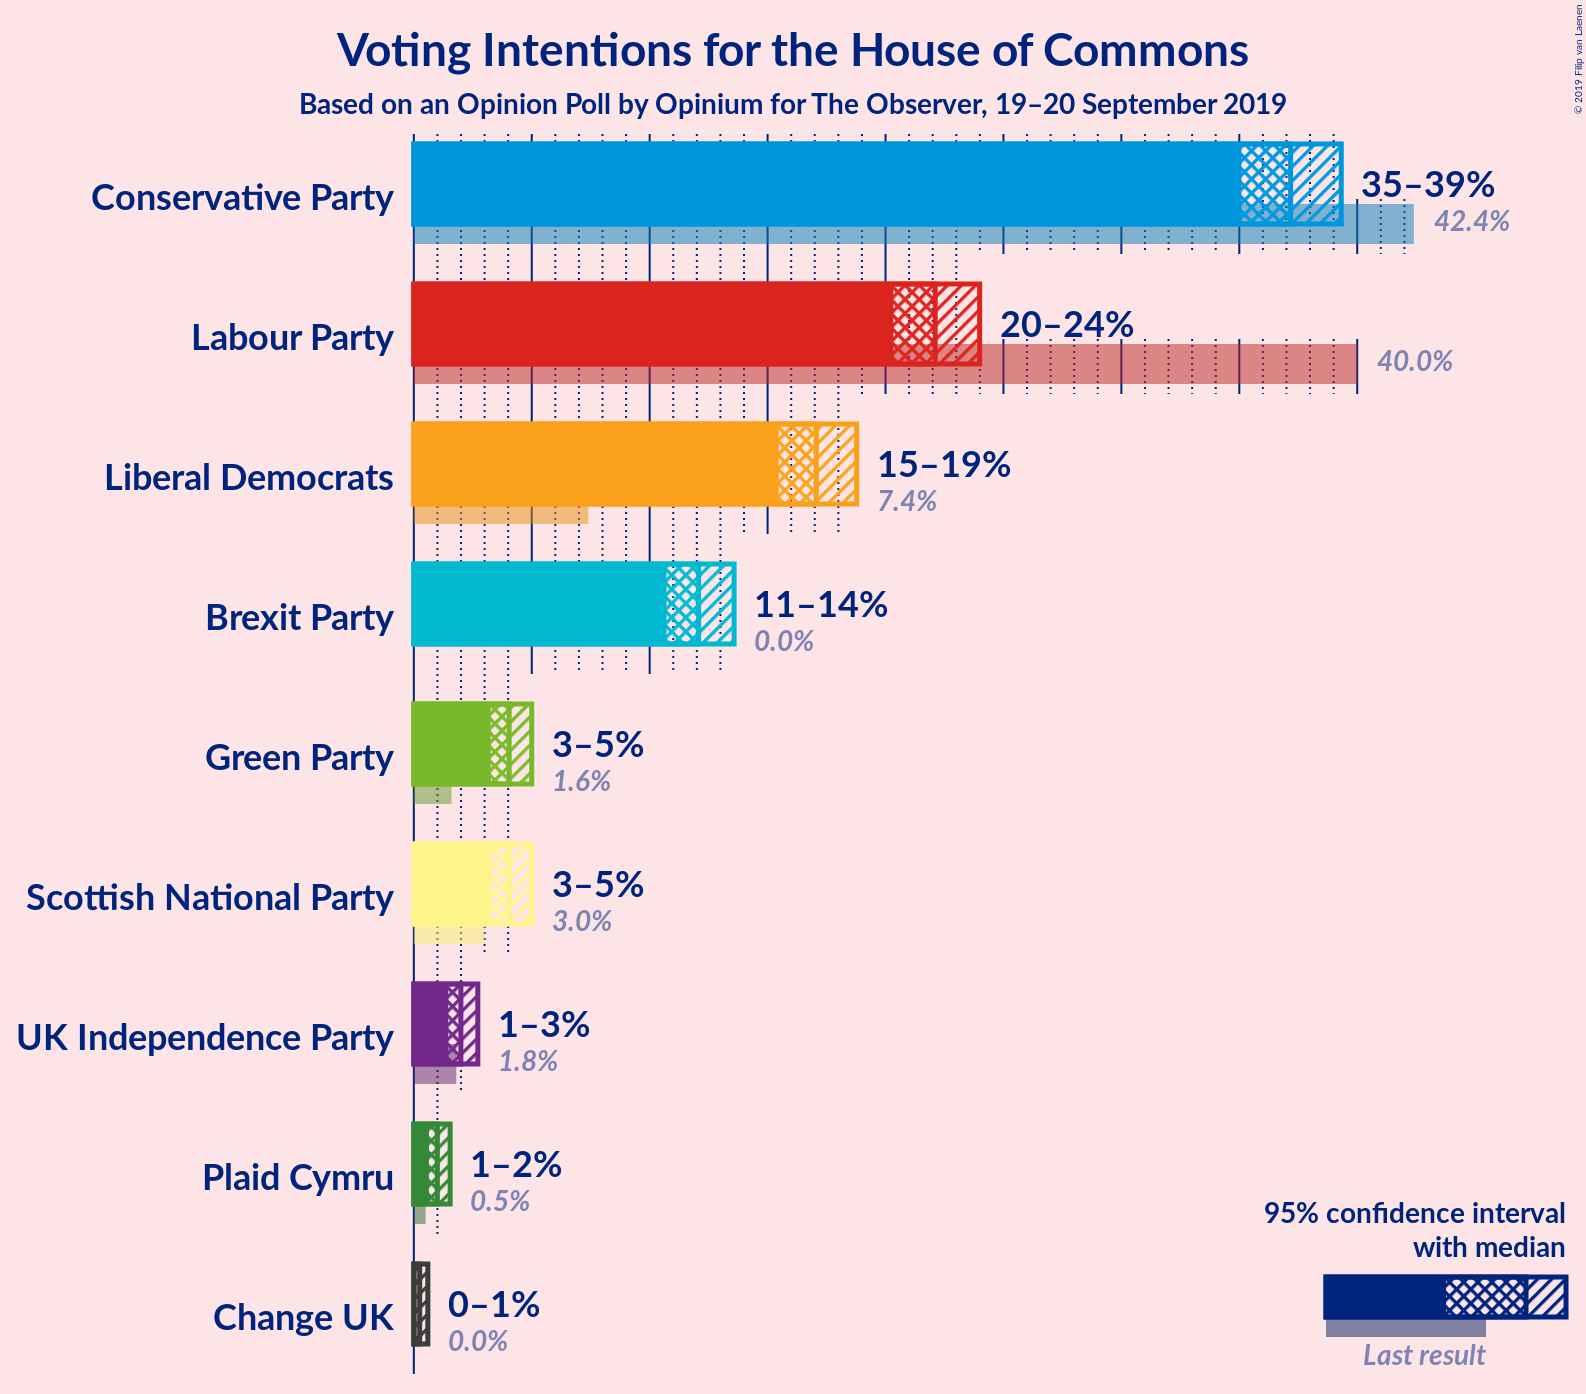 Voting Intentions for the House of Commons
Based on an Opinion Poll by Opinium for The Observer, 19–20 September 2019
© 2019 Filip van Laenen
Conservative Party
35–39%
42.4%
Labour Party
20–24%
40.0%
Liberal Democrats
15–19%
7.4%
Brexit Party
11–14%
0.0%
Green Party
3–5%
1.6%
Scottish National Party
3–5%
3.0%
UK Independence Party
1–3%
1.8%
Plaid Cymru
1–2%
0.5%
Change UK
0–1%
0.0%
95% confidence interval
with median
Last result